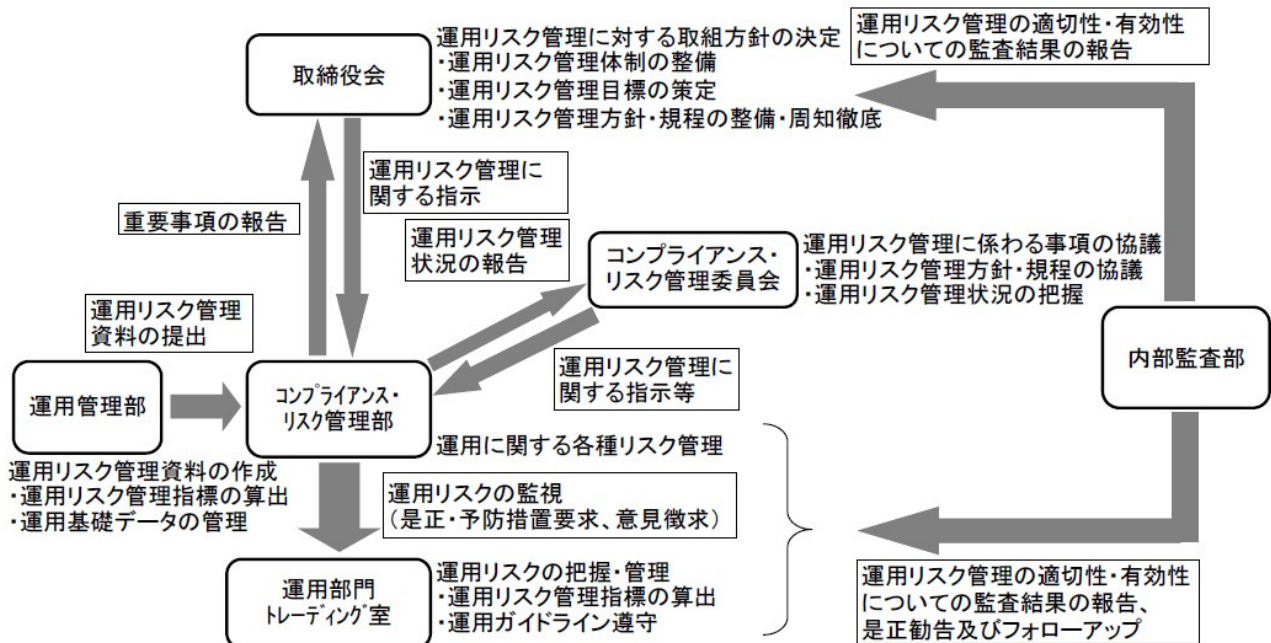 取締役会
運用リスク管理に対する取組方針の決定
・運用リスク管理体制の整備
・運用リスク管理目標の策定
・運用リスク管理方針・規程の整備・周知徹底
運用リスク管理の適切性・有効性
についての監査結果の報告
運用リスク管理に
関する指示
重要事項の報告
運用リスク管理
状況の報告
コンプライアンス・
リスク管理委員会
運用リスク管理に係わる事項の協議
・運用リスク管理方針・規程の協議
・運用リスク管理状況の把握
運用リスク管理
資料の提出
内部監査部
運用リスク管理に
関する指示等
運用管理部
コンプライアンス・
リスク管理部
運用に関する各種リスク管理
運用リスク管理資料の作成
・運用リスク管理指標の算出
・運用基礎データの管理
運用リスクの監視
(是正・予防措置要求、意見徴求)
運用部門
トレーディング室
運用リスクの把握・管理
・運用リスク管理指標の算出
・運用ガイドライン遵守
運用リスク管理の適切性・有効性
についての監査結果の報告、
是正勧告及びフォローアップ